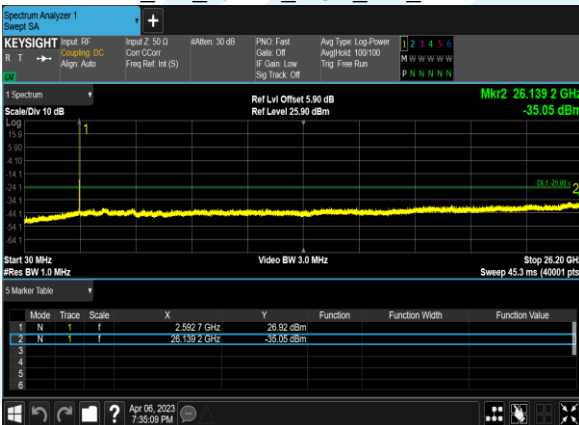 Spectrum Analyzer 1
Swept SA
+
KEYSIGHT Input: RF Input Z: 50 Ω #Atten: 30 dB PNO: Fast Avg Type: Log-Power 1 2 3 4 5 6
R T Coupling: DC Corr CCorr Gate: Off Avg|Hold: 100/100 M W W W W W
Align: Auto Freq Ref: Int (S) IF Gain: Low Trig: Free Run P N N N N N
LV Sig Track: Off
1 Spectrum Ref Lvl Offset 5.90 dB Mkr2 26.139 2 GHz
Scale/Div 10 dB Ref Level 25.90 dBm -35.05 dBm
Log
15.9 1
5.90
-4.10
-14.1
-24.1 DL1 -25.00 2
-34.1
-44.1
-54.1
-64.1
Start 30 MHz Video BW 3.0 MHz Stop 26.20 GHz
#Res BW 1.0 MHz Sweep 45.3 ms (40001 pts
5 Marker Table
Mode Trace Scale X Y Function Function Width Function Value
1 N 1 f 2.592 7 GHz 26.92 dBm
2 N 1 f 26.139 2 GHz -35.05 dBm
3
4
5
6
? Apr 06, 2023
7:35:09 PM